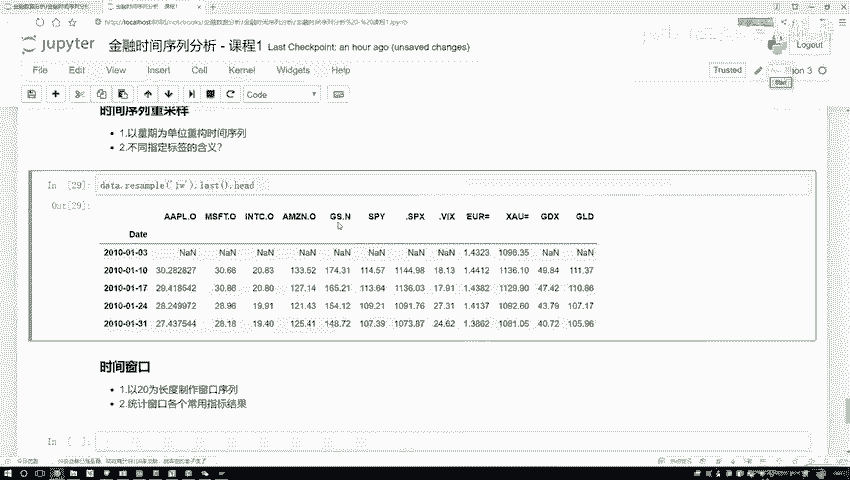 金融时间序列分析 - 课程1
jupyter 金融时间序列分析 - 课程1 Last Checkpoint: an hour ago (unsaved changes)
Logout
File Edit View Insert Cell Kernel Widgets Help
Trusted
Code
时间序列重采样
1.以星期为单位重构时间序列
2.不同指定标签的含义?
In [29] data.resample('1w').last().head
Out[29]:
AAPL.O MSFT.O INTC.O AMZN.O GS.N SPY .SPX .VIX EUR= XAU= GDX GLD
Date
2010-01-03 NaN NaN NaN NaN NaN NaN NaN NaN 1.4323 1096.35 NaN NaN
2010-01-10 30.282827 30.66 20.83 133.52 174.31 114.57 1144.98 18.13 1.4412 1136.10 49.84 111.37
2010-01-17 29.418542 30.86 20.80 127.14 165.21 113.64 1136.03 17.91 1.4382 1129.90 47.42 110.86
2010-01-24 28.249972 28.96 19.91 121.43 154.12 109.21 1091.76 27.31 1.4137 1092.60 43.79 107.17
2010-01-31 27.437544 28.18 19.40 125.41 148.72 107.39 1073.87 24.62 1.3862 1081.05 40.72 105.96
时间窗口
1.以20为长度制作窗口序列
2.统计窗口各个常用指标结果
In [ ]: